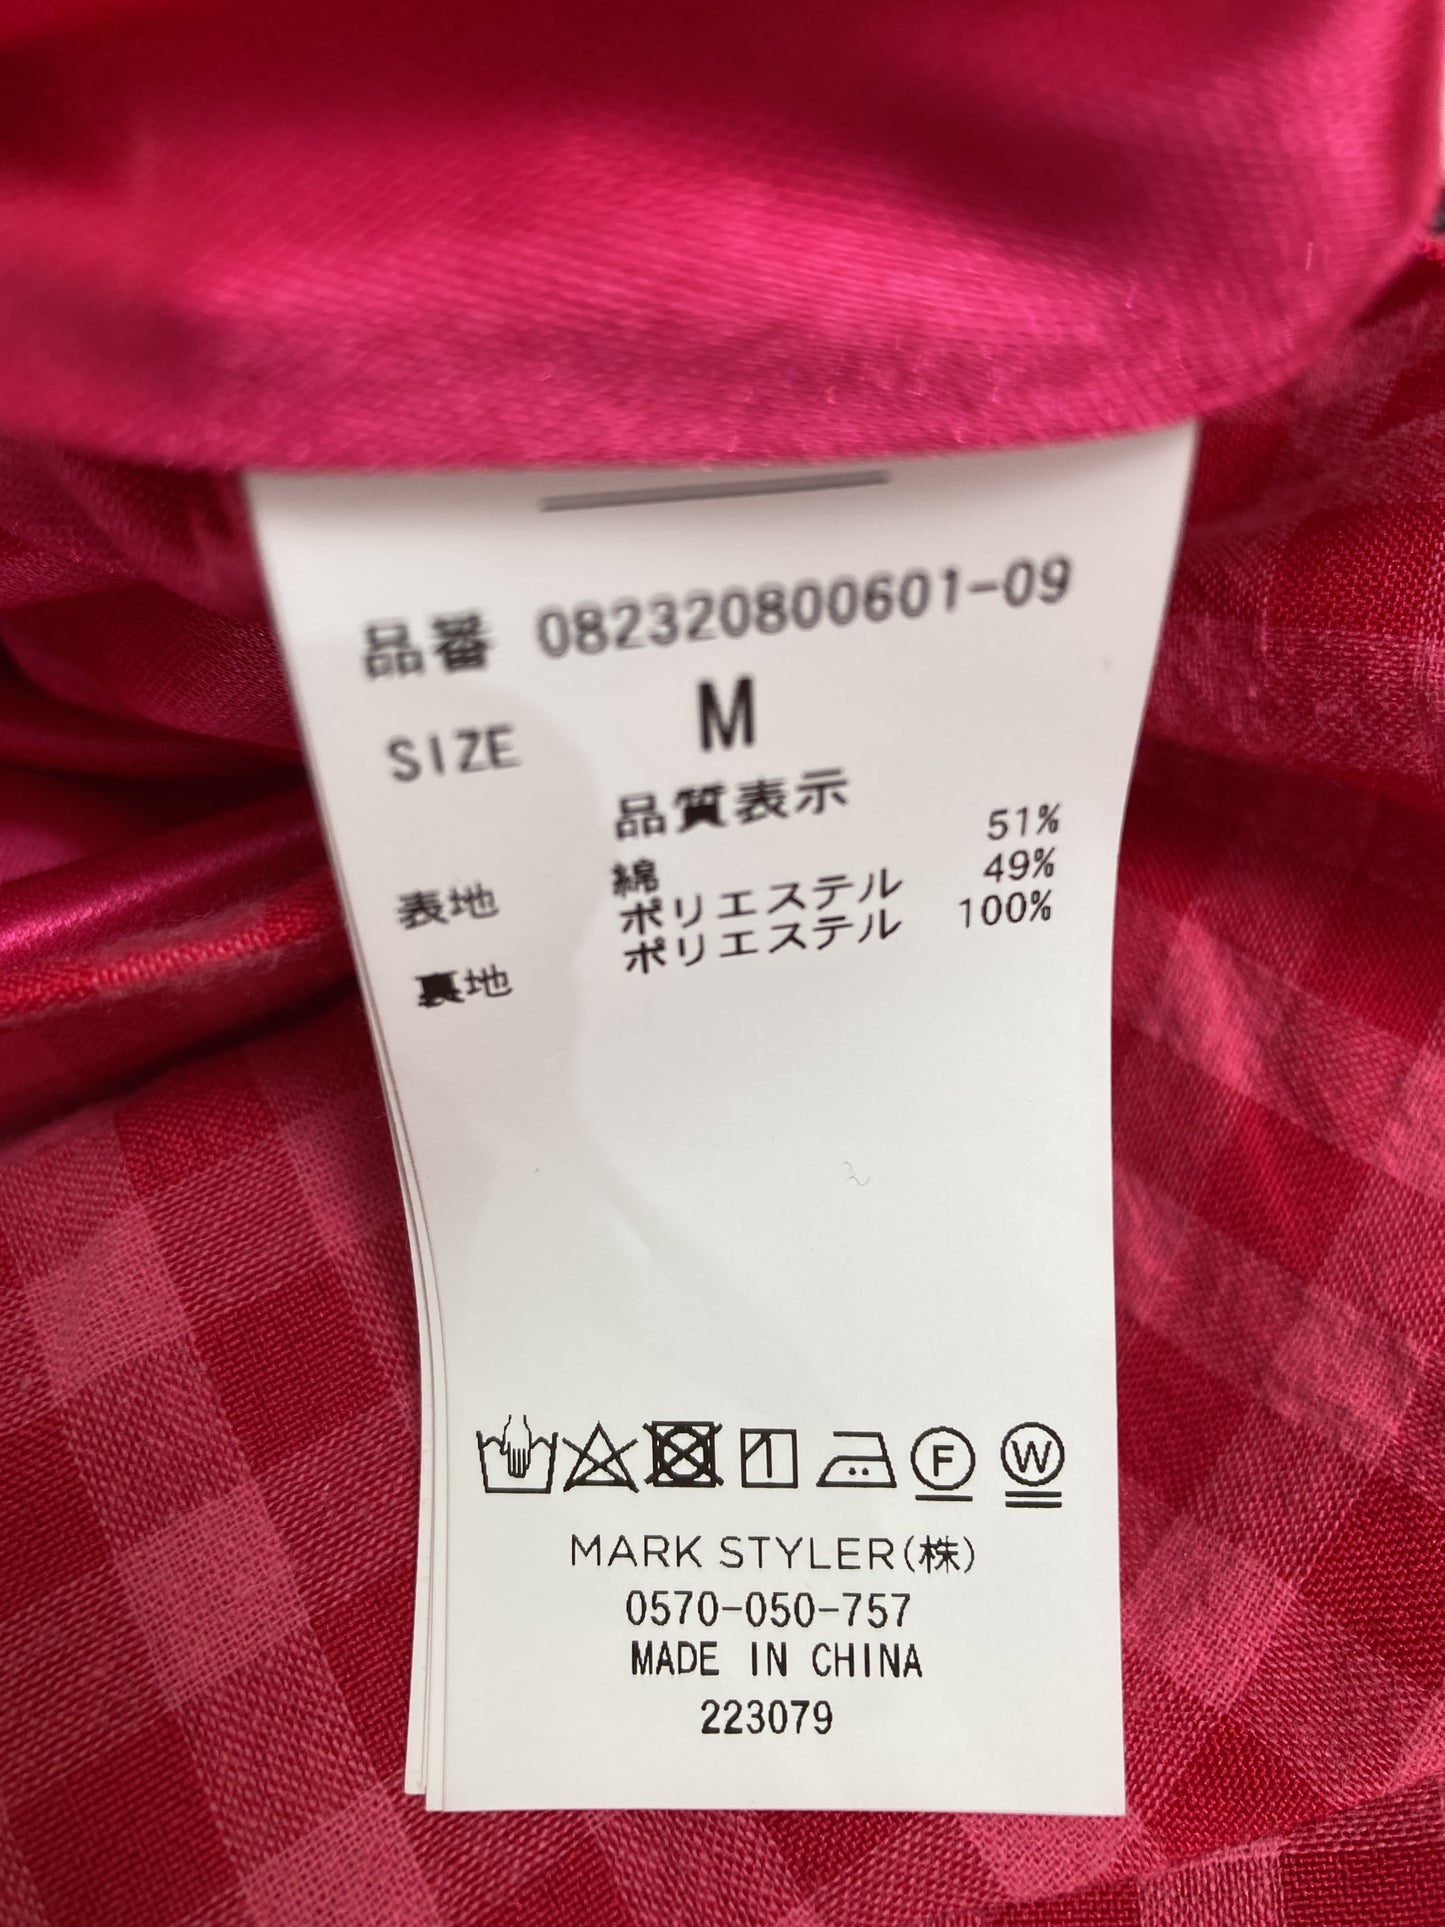 品番 082320800601-09
SIZE M
品質表示
表地 綿 51%
ポリエステル 49%
裏地 ポリエステル 100%
F W
MARK STYLER(株)
0570-050-757
MADE IN CHINA
223079